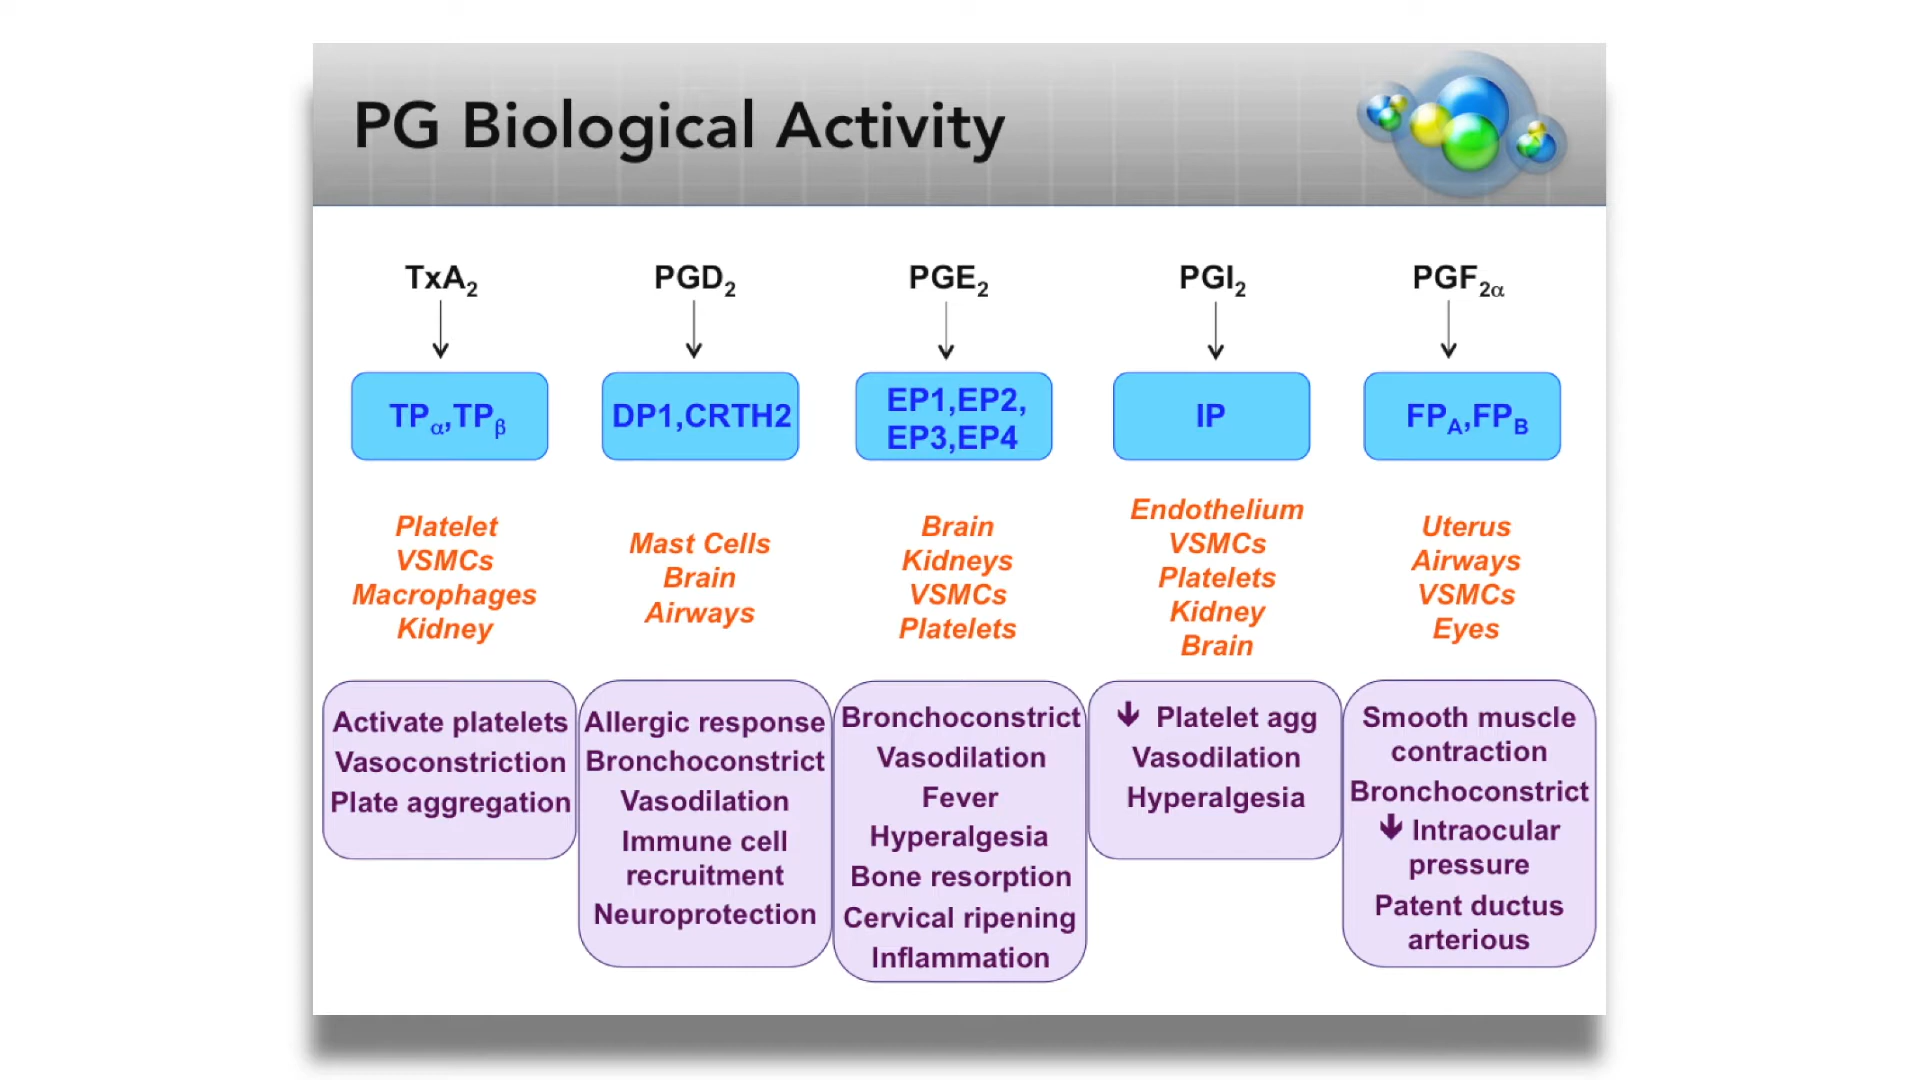 PG Biological Activity
TxA₂
TPα,TPβ
Platelet
VSMCs
Macrophages
Kidney
Activate platelets
Vasoconstriction
Plate aggregation
PGD₂
DP1,CRTH2
Mast Cells
Brain
Airways
Allergic response
Bronchoconstrict
Vasodilation
Immune cell
recruitment
Neuroprotection
PGE₂
EP1,EP2,
EP3,EP4
Brain
Kidneys
VSMCs
Platelets
Bronchoconstrict
Vasodilation
Fever
Hyperalgesia
Bone resorption
Cervical ripening
Inflammation
PGI₂
IP
Endothelium
VSMCs
Platelets
Kidney
Brain
↓ Platelet agg
Vasodilation
Hyperalgesia
PGF₂α
FPA,FPB
Uterus
Airways
VSMCs
Eyes
Smooth muscle
contraction
Bronchoconstrict
↓ Intraocular
pressure
Patent ductus
arterious